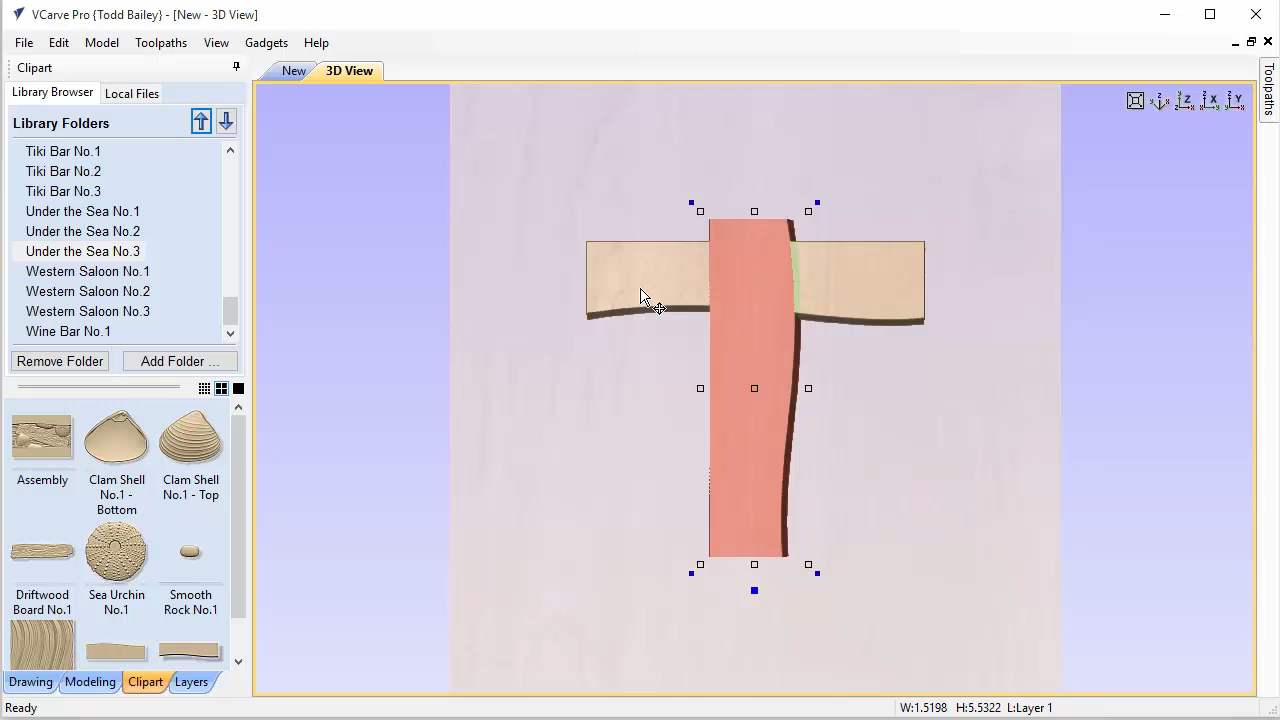 VCarve Pro {Todd Bailey} - [New - 3D View]
File Edit Model Toolpaths View Gadgets Help
Clipart
Library Browser Local Files
Library Folders
Tiki Bar No.1
Tiki Bar No.2
Tiki Bar No.3
Under the Sea No.1
Under the Sea No.2
Under the Sea No.3
Western Saloon No.1
Western Saloon No.2
Western Saloon No.3
Wine Bar No.1
Remove Folder Add Folder ...
Assembly
Clam Shell No.1 - Bottom
Clam Shell No.1 - Top
Driftwood Board No.1
Sea Urchin No.1
Smooth Rock No.1
Drawing Modeling Clipart Layers
New 3D View
Z X Y
Toolpaths
Ready W:1.5198 H:5.5322 L:Layer 1